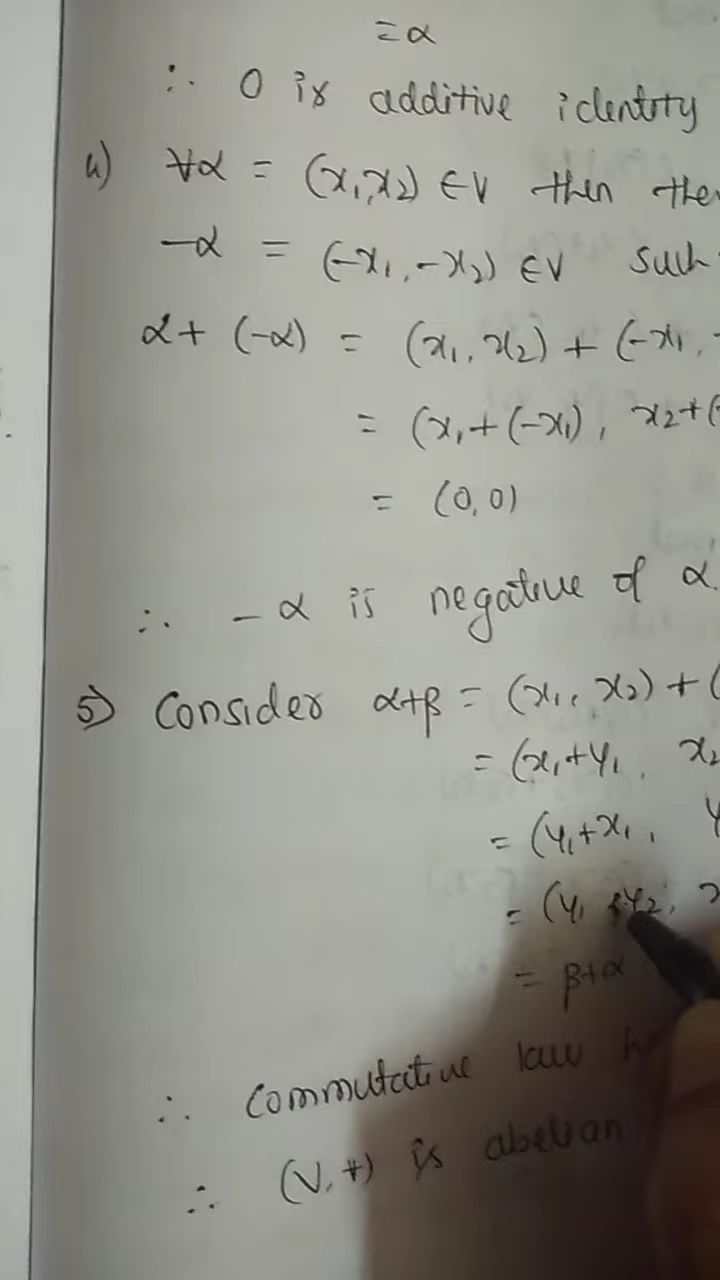 = α
∴ 0 is additive identity
4) ∀α = (x₁, x₂) ∈ V then
-α = (-x₁, -x₂) ∈ V such
α + (-α) = (x₁, x₂) + (-x₁,
= (x₁ + (-x₁), x₂ + (
= (0, 0)
∴ -α is negative of α.
5) Consider α+β = (x₁, x₂) + (
= (x₁+y₁, x₂
= (y₁+x₁, y
= (y₁ y₂,
= β+α
∴ commutative law
∴ (V, +) is abelian